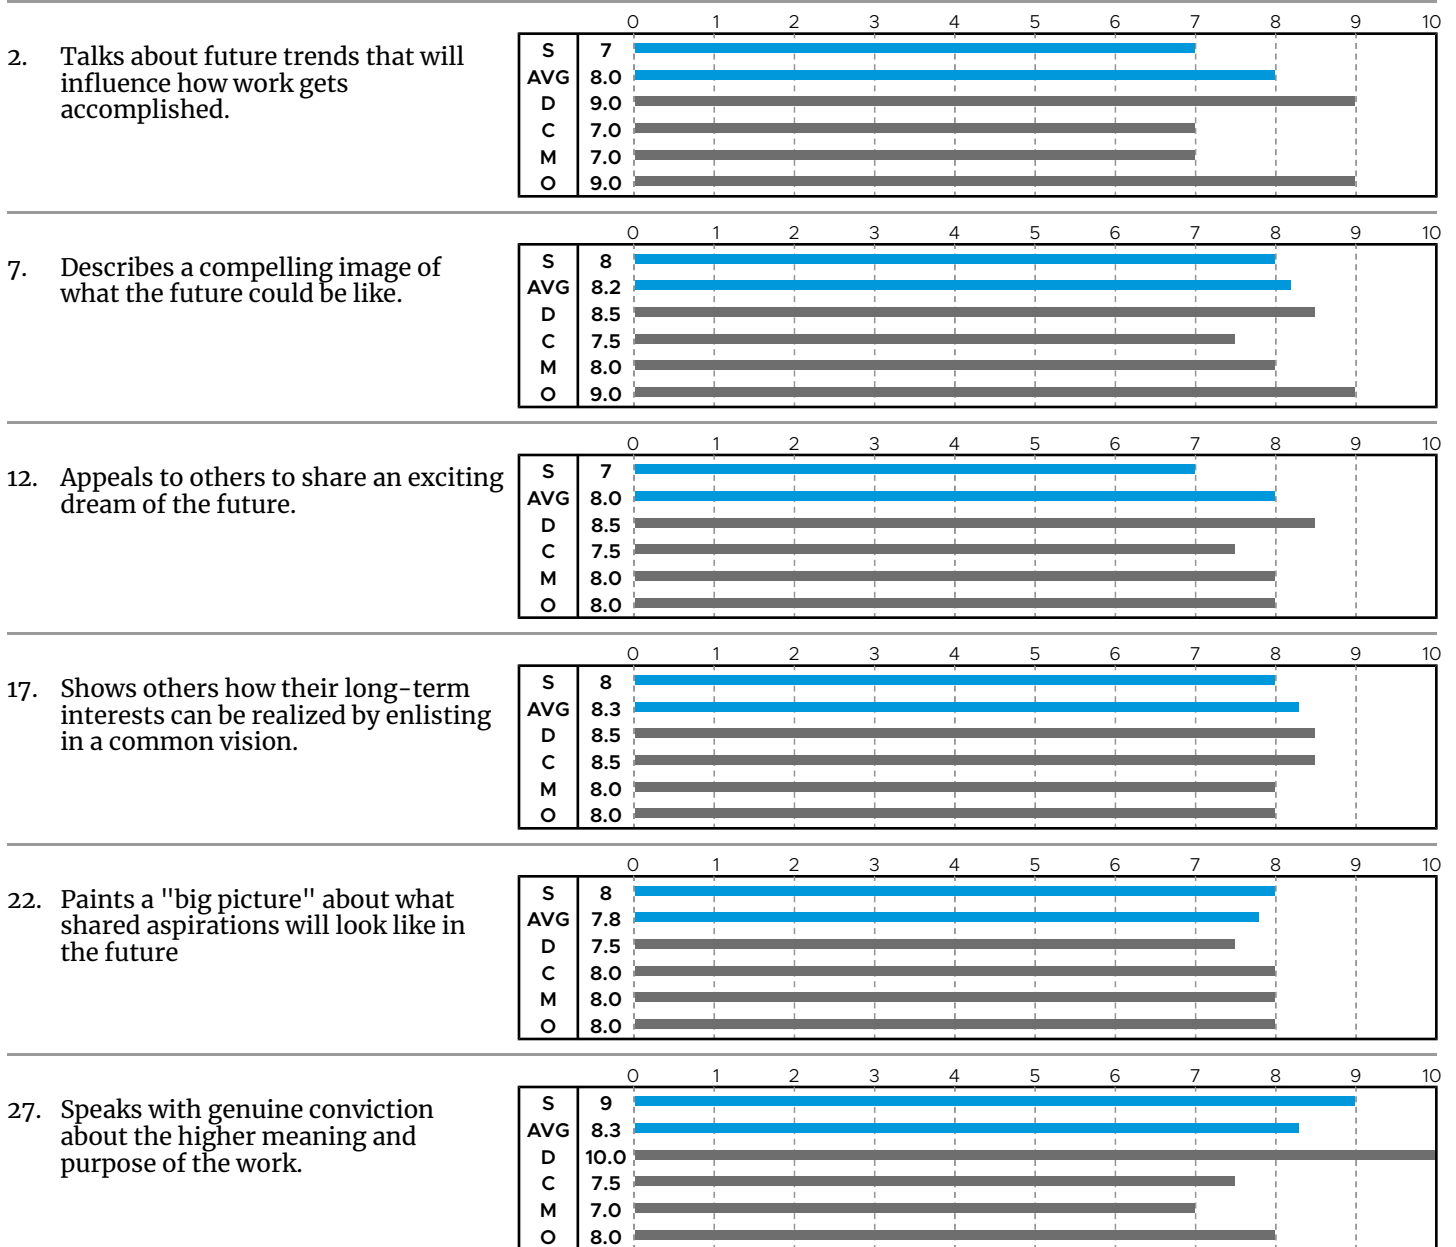 0 1 2 3 4 5 6 7 8 9 10
2. Talks about future trends that will
influence how work gets
accomplished.
S 7
AVG 8.0
D 9.0
C 7.0
M 7.0
O 9.0
0 1 2 3 4 5 6 7 8 9 10
7. Describes a compelling image of
what the future could be like.
S 8
AVG 8.2
D 8.5
C 7.5
M 8.0
O 9.0
0 1 2 3 4 5 6 7 8 9 10
12. Appeals to others to share an exciting
dream of the future.
S 7
AVG 8.0
D 8.5
C 7.5
M 8.0
O 8.0
0 1 2 3 4 5 6 7 8 9 10
17. Shows others how their long-term
interests can be realized by enlisting
in a common vision.
S 8
AVG 8.3
D 8.5
C 8.5
M 8.0
O 8.0
0 1 2 3 4 5 6 7 8 9 10
22. Paints a "big picture" about what
shared aspirations will look like in
the future
S 8
AVG 7.8
D 7.5
C 8.0
M 8.0
O 8.0
0 1 2 3 4 5 6 7 8 9 10
27. Speaks with genuine conviction
about the higher meaning and
purpose of the work.
S 9
AVG 8.3
D 10.0
C 7.5
M 7.0
O 8.0